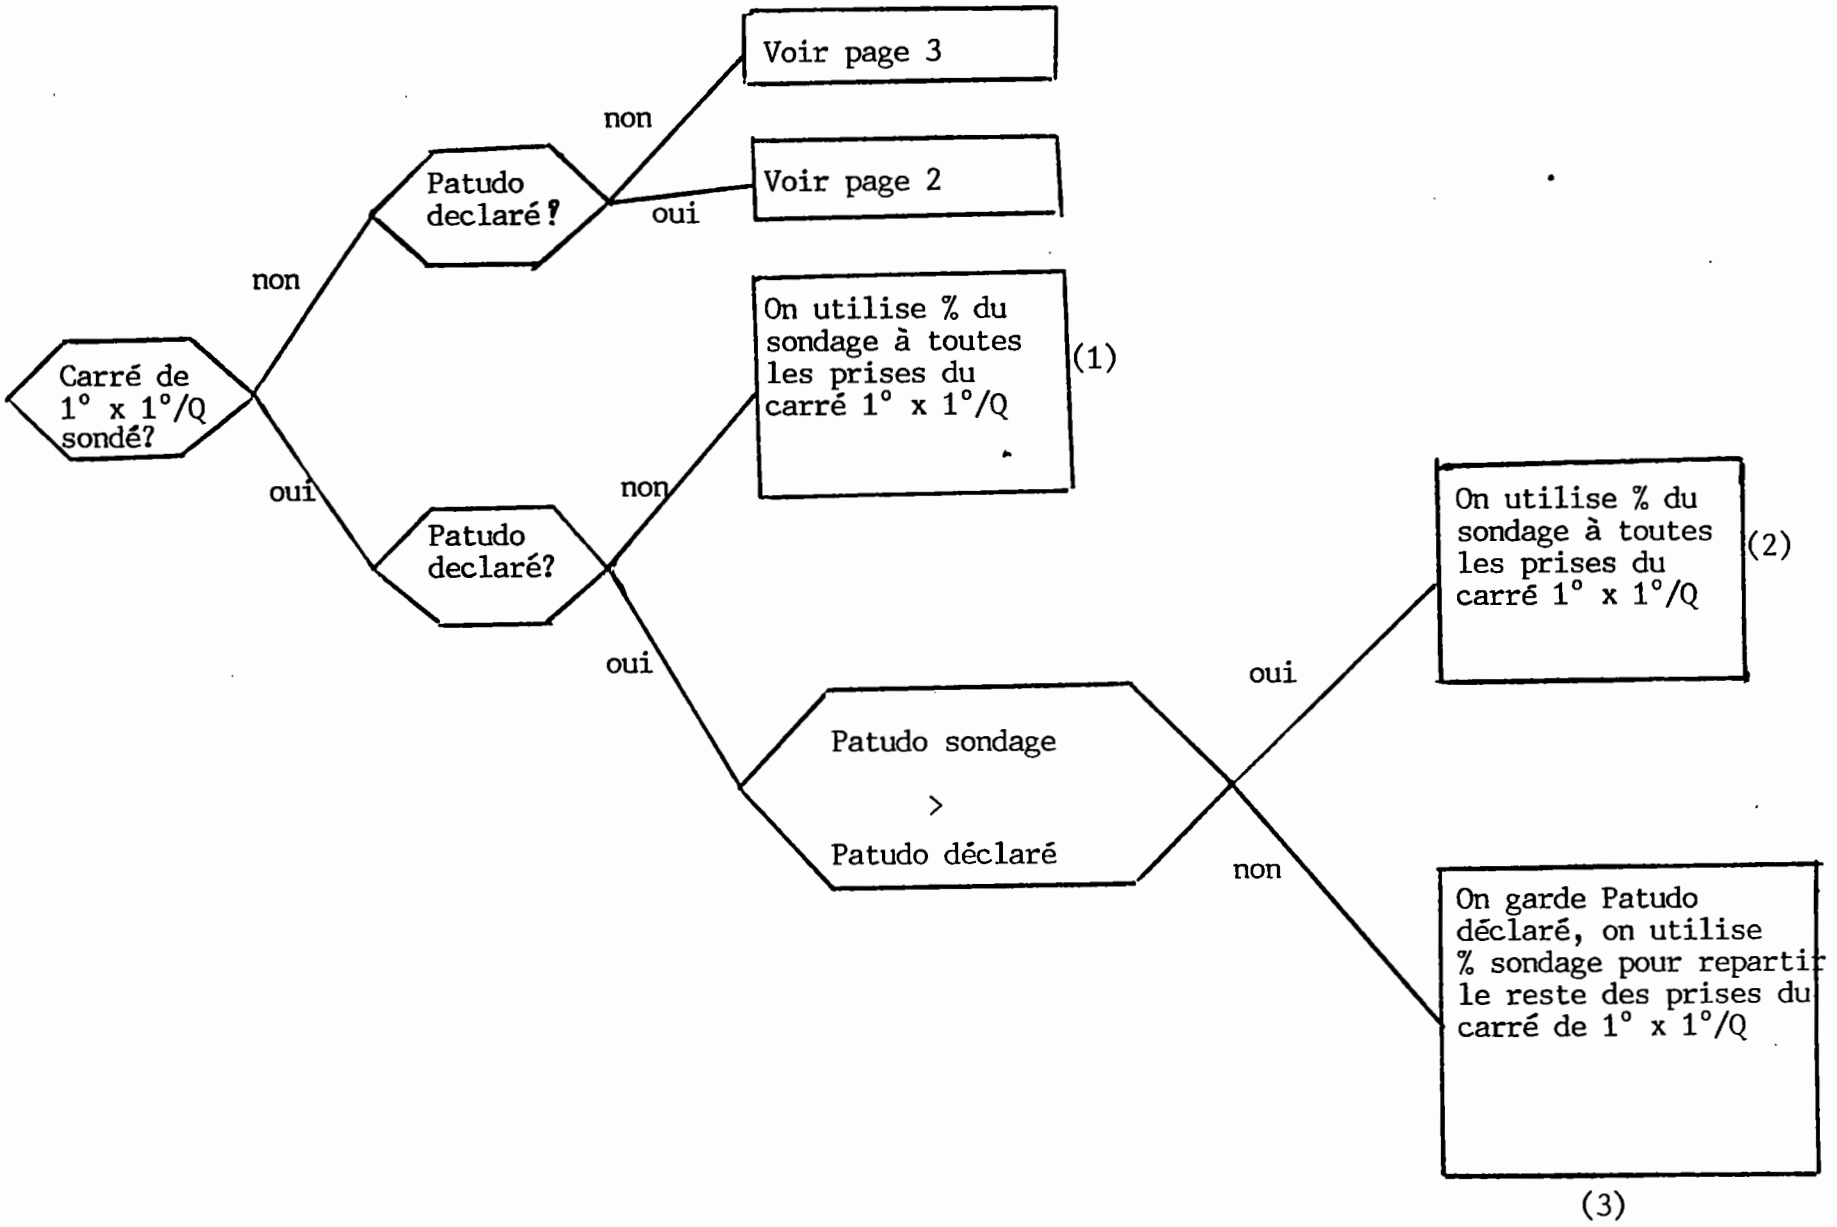 Voir page 3
non
Patudo
declaré?
Voir page 2
oui
non
On utilise % du
sondage à toutes
les prises du
carré 1° x 1°/Q
(1)
Carré de
1° x 1°/Q
sondé?
oui
non
Patudo
declaré?
On utilise % du
sondage à toutes
les prises du
carré 1° x 1°/Q
(2)
oui
oui
Patudo sondage
>
Patudo déclaré
non
On garde Patudo
déclaré, on utilise
% sondage pour repartir
le reste des prises du
carré de 1° x 1°/Q
(3)